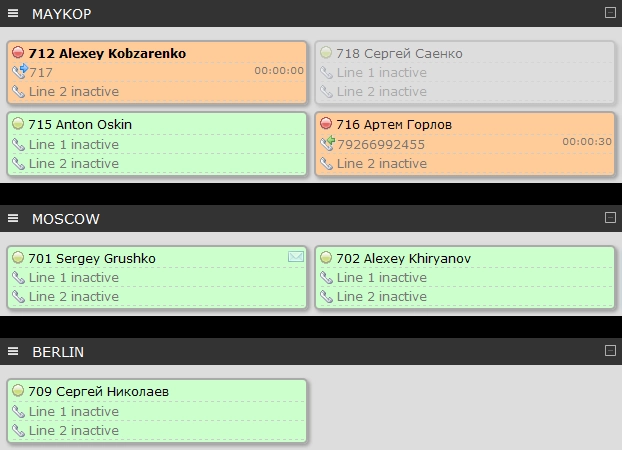 MAYKOP
712 Alexey Kobzarenko
717 00:00:00
Line 2 inactive
718 Сергей Саенко
Line 1 inactive
Line 2 inactive
715 Anton Oskin
Line 1 inactive
Line 2 inactive
716 Артем Горлов
79266992455 00:00:30
Line 2 inactive
MOSCOW
701 Sergey Grushko
Line 1 inactive
Line 2 inactive
702 Alexey Khiryanov
Line 1 inactive
Line 2 inactive
BERLIN
709 Сергей Николаев
Line 1 inactive
Line 2 inactive